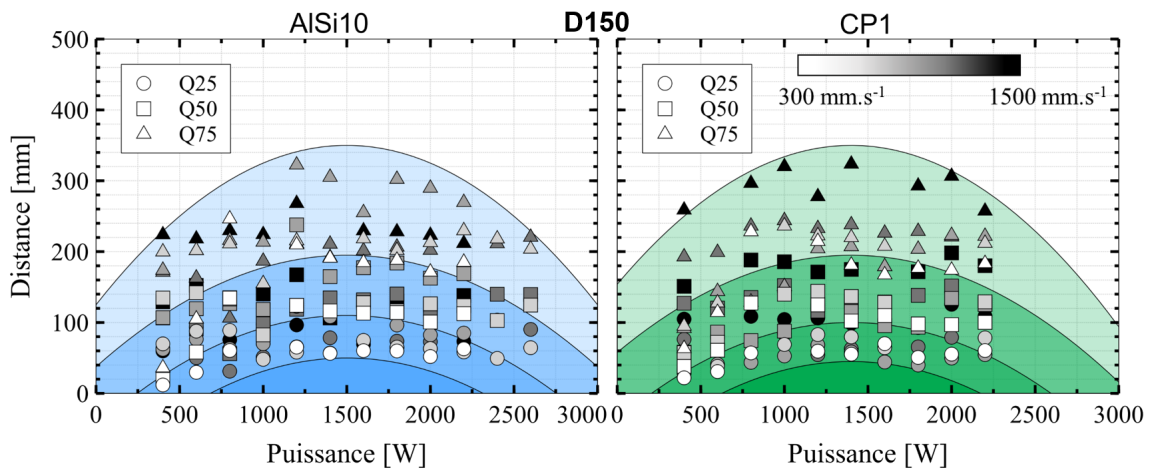 AlSi10 D150 CP1
Distance [mm]
500
400
300
200
100
0
Q25
Q50
Q75
Q25
Q50
Q75
300 mm.s⁻¹ 1500 mm.s⁻¹
0 500 1000 1500 2000 2500 3000
0 500 1000 1500 2000 2500 3000
Puissance [W] Puissance [W]